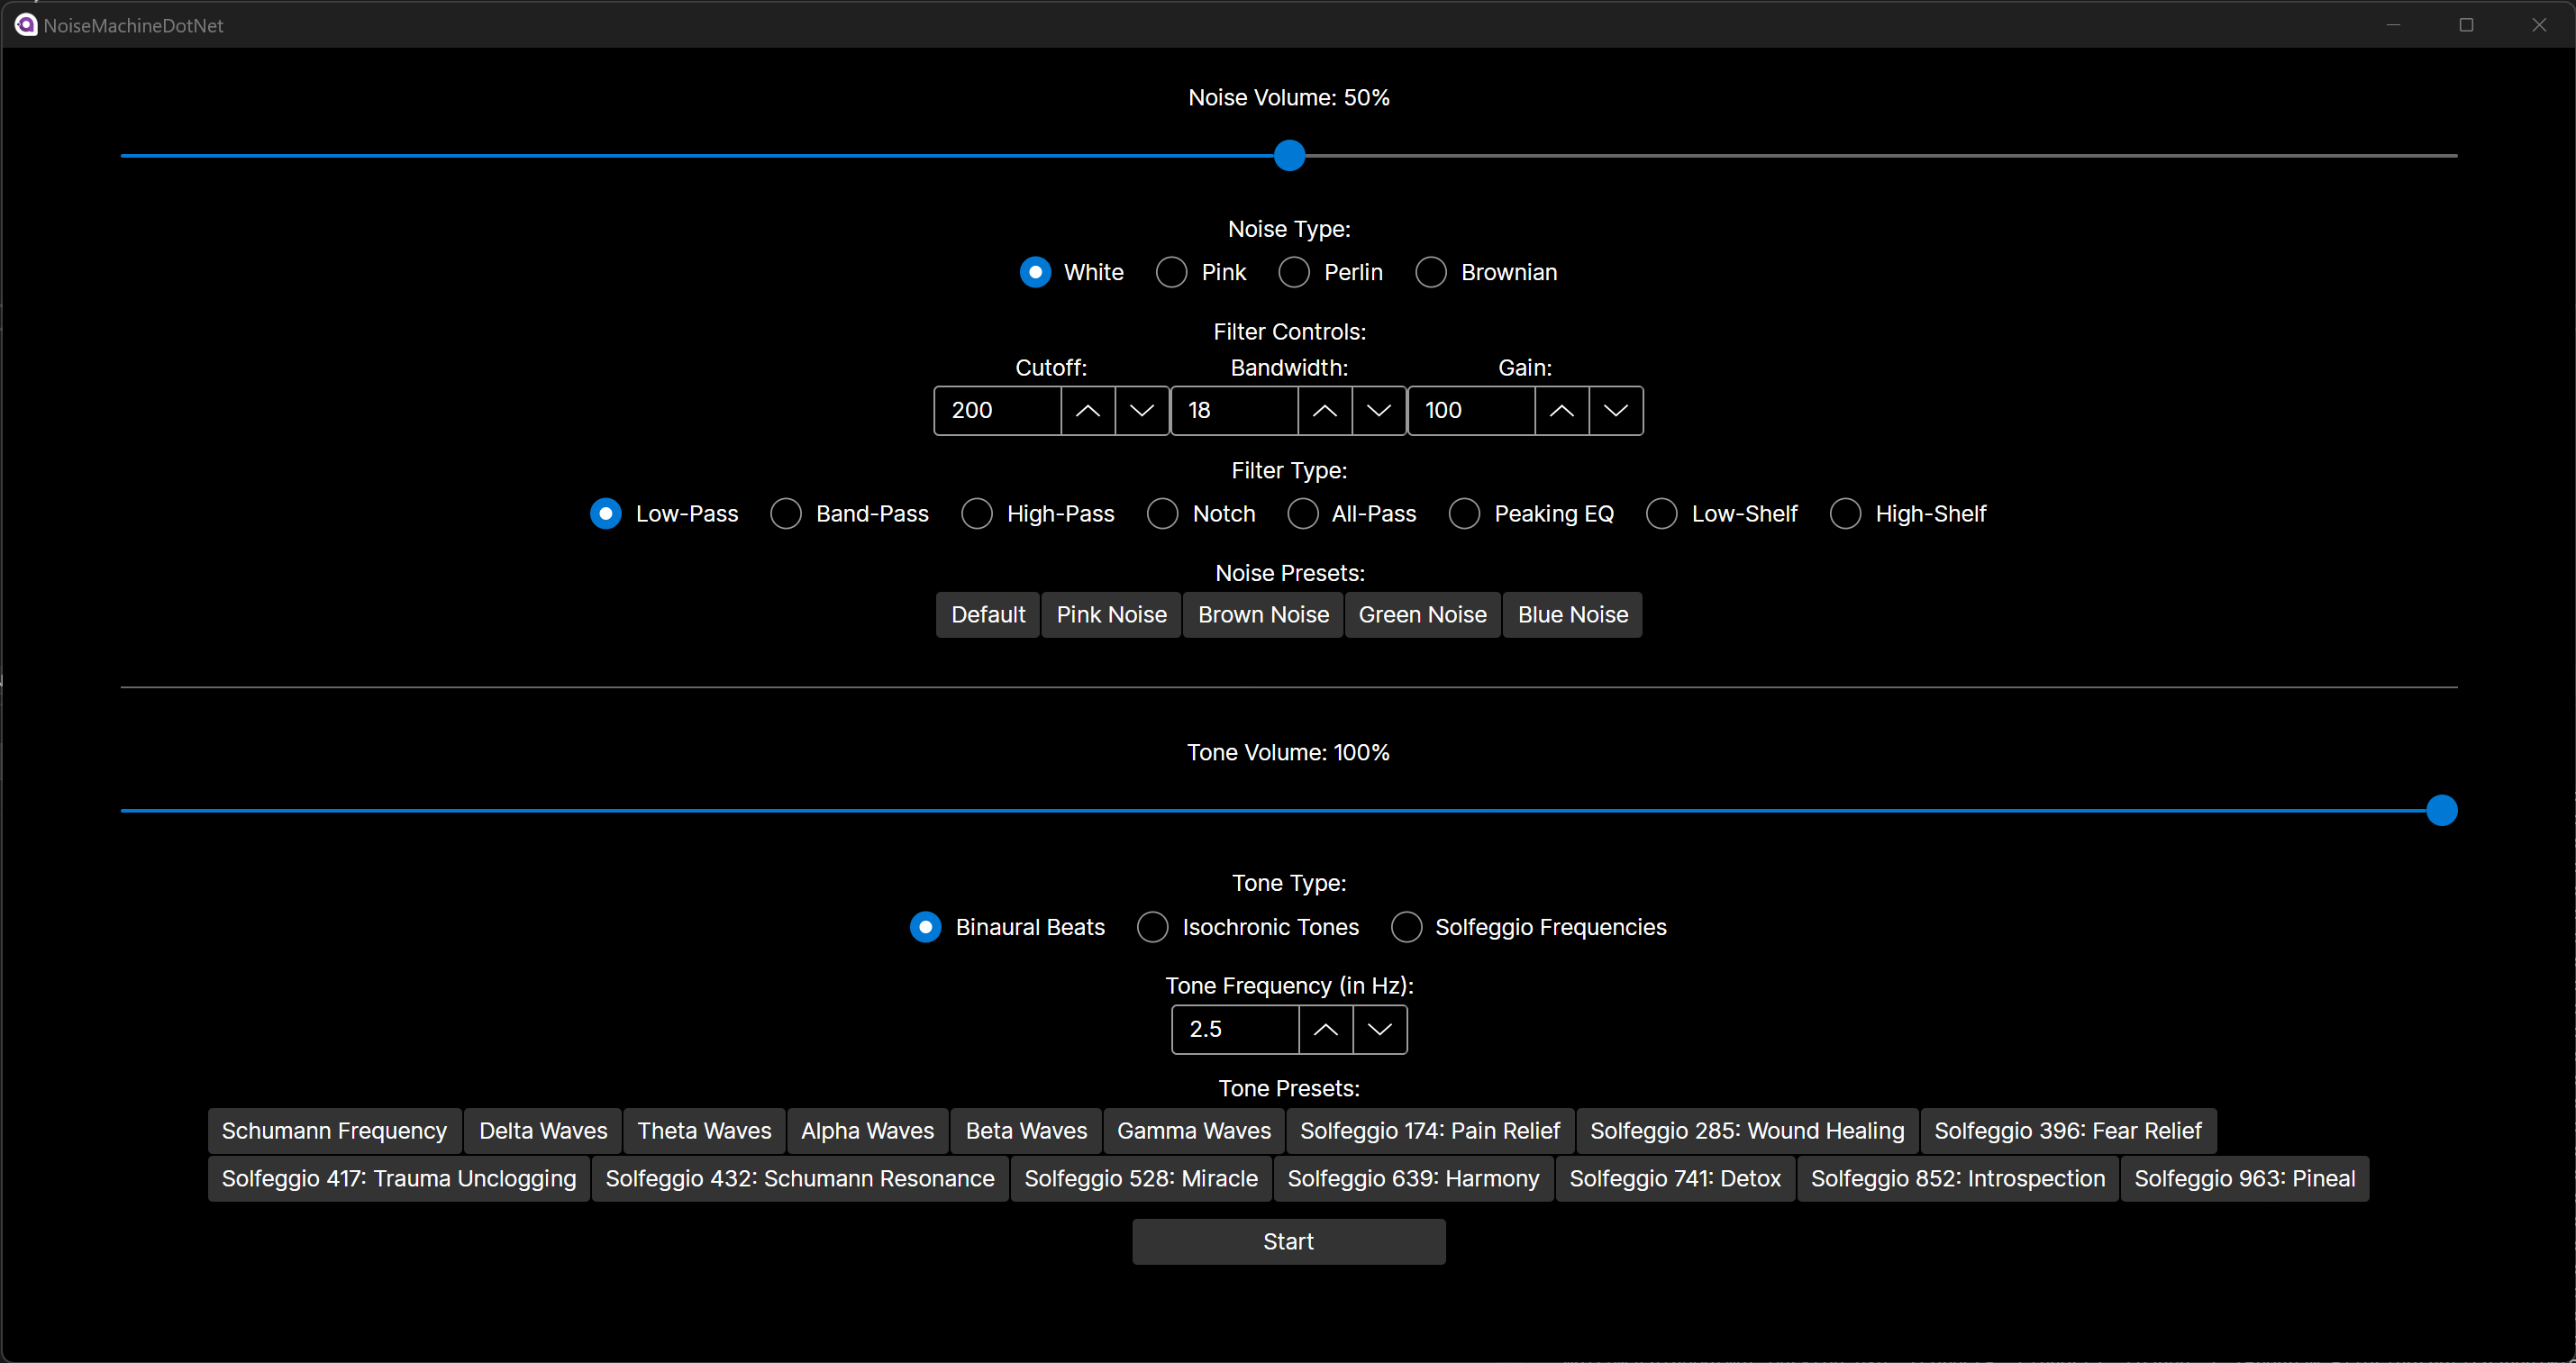 NoiseMachineDotNet
Noise Volume: 50%
Noise Type:
White Pink Perlin Brownian
Filter Controls:
Cutoff: Bandwidth: Gain:
200 18 100
Filter Type:
Low-Pass Band-Pass High-Pass Notch All-Pass Peaking EQ Low-Shelf High-Shelf
Noise Presets:
Default Pink Noise Brown Noise Green Noise Blue Noise
Tone Volume: 100%
Tone Type:
Binaural Beats Isochronic Tones Solfeggio Frequencies
Tone Frequency (in Hz):
2.5
Tone Presets:
Schumann Frequency Delta Waves Theta Waves Alpha Waves Beta Waves Gamma Waves Solfeggio 174: Pain Relief Solfeggio 285: Wound Healing Solfeggio 396: Fear Relief
Solfeggio 417: Trauma Unclogging Solfeggio 432: Schumann Resonance Solfeggio 528: Miracle Solfeggio 639: Harmony Solfeggio 741: Detox Solfeggio 852: Introspection Solfeggio 963: Pineal
Start